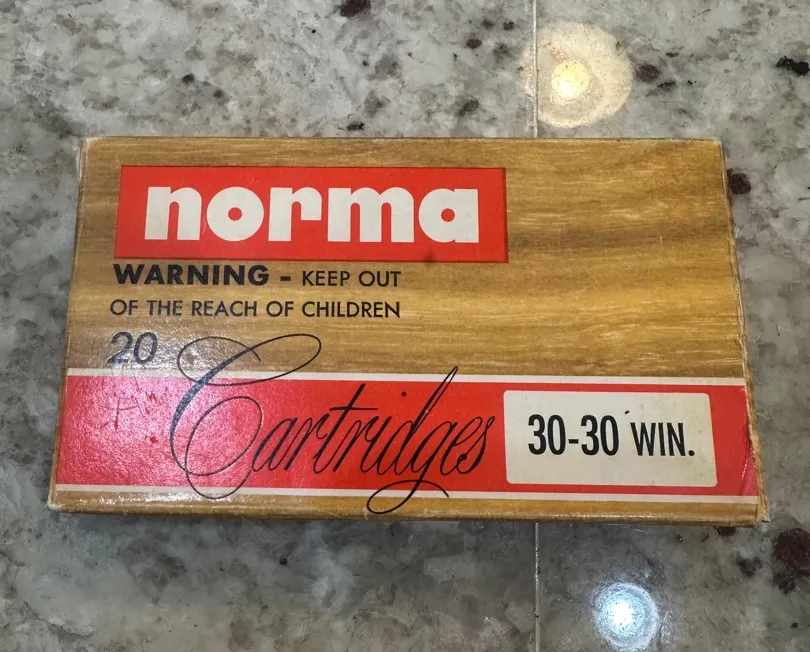 norma
WARNING - KEEP OUT
OF THE REACH OF CHILDREN
20
Cartridges
30-30 WIN.